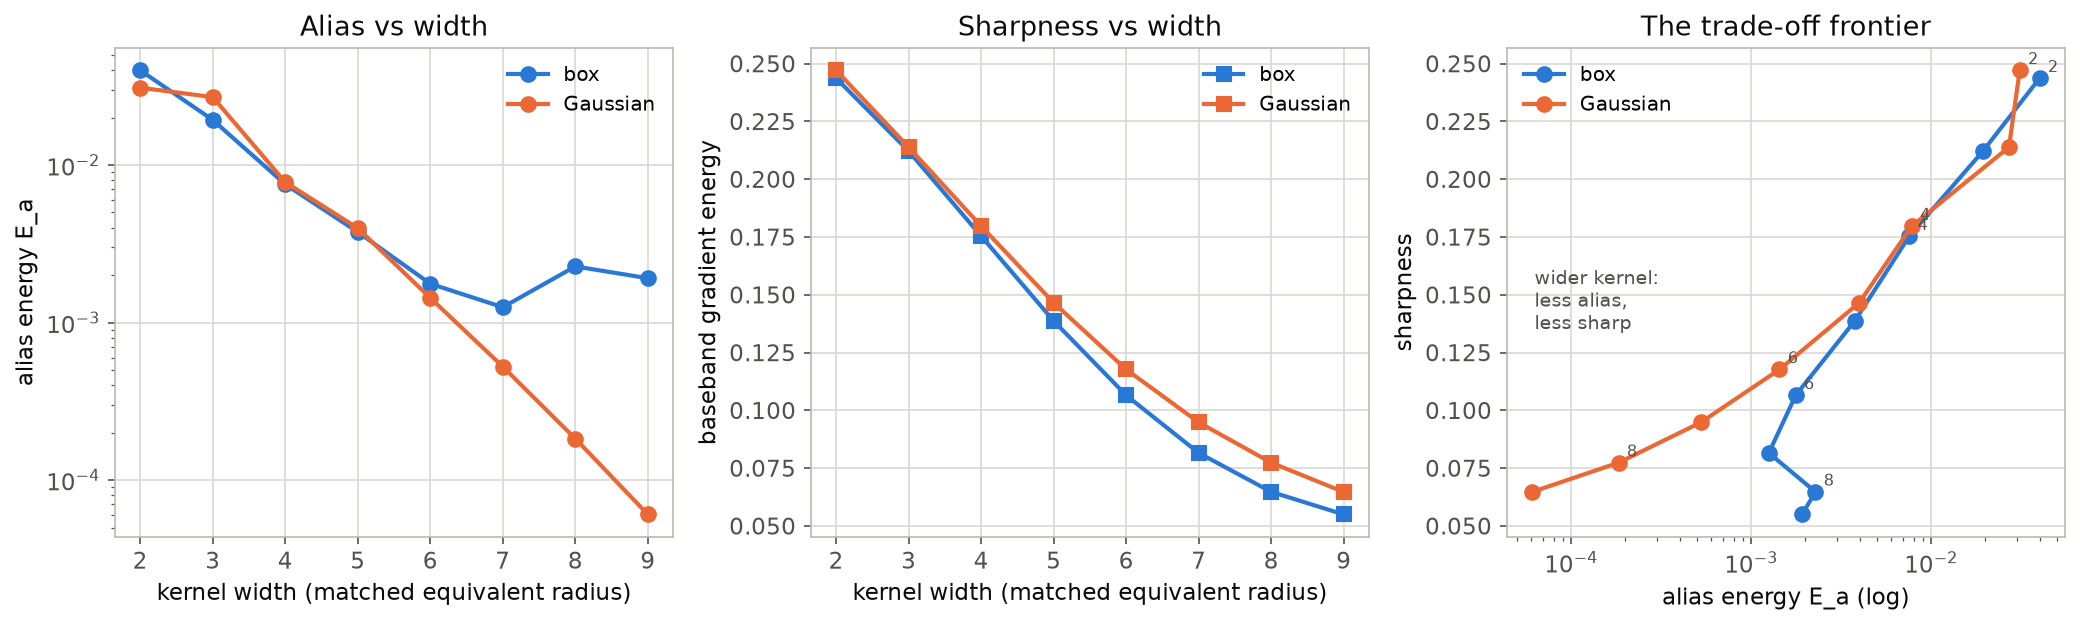 Alias vs width
alias energy E_a
10⁻²
10⁻³
10⁻⁴
box
Gaussian
2 3 4 5 6 7 8 9
kernel width (matched equivalent radius)
Sharpness vs width
baseband gradient energy
0.250
0.225
0.200
0.175
0.150
0.125
0.100
0.075
0.050
box
Gaussian
2 3 4 5 6 7 8 9
kernel width (matched equivalent radius)
The trade-off frontier
sharpness
0.250
0.225
0.200
0.175
0.150
0.125
0.100
0.075
0.050
box
Gaussian
2
2
4
4
wider kernel:
less alias,
less sharp
6
6
8
8
10⁻⁴ 10⁻³ 10⁻²
alias energy E_a (log)